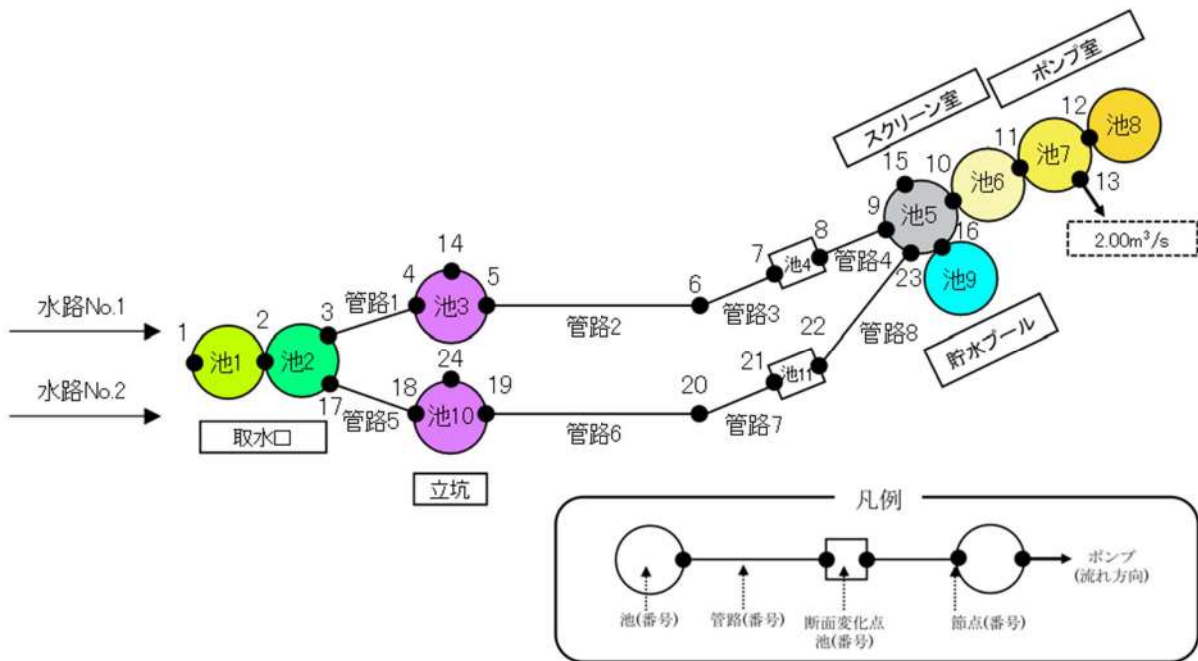 スクリーン室
ポンプ室
12
池8
11
池7
13
15
10
池6
9
池5
16
2.00m³/s
14
7
8
池4
管路4
23
池9
水路No.1
4
池3
5
6
管路3
管路1
管路2
22
管路8
貯水プール
1
2
3
池1
池2
24
21
池11
水路No.2
17
18
池10
19
20
管路5
管路6
管路7
取水口
立坑
凡例
ポンプ
(流れ方向)
池(番号)
管路(番号)
断面変化点
池(番号)
節点(番号)